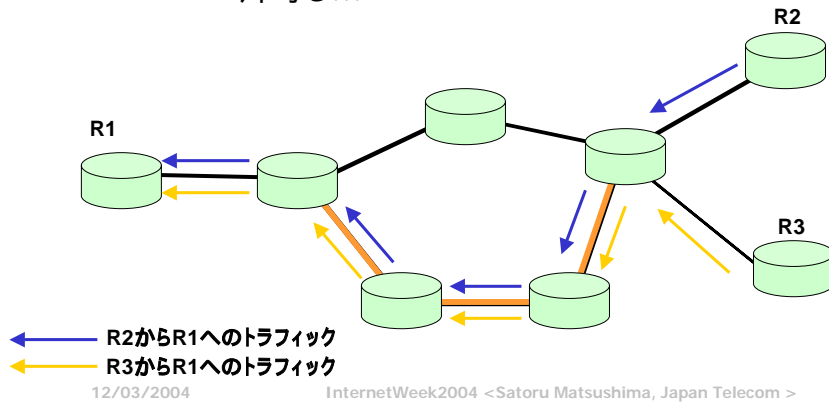 R2
R1
R3
R2からR1へのトラフィック
R3からR1へのトラフィック
12/03/2004 InternetWeek2004 <Satoru Matsushima, Japan Telecom >